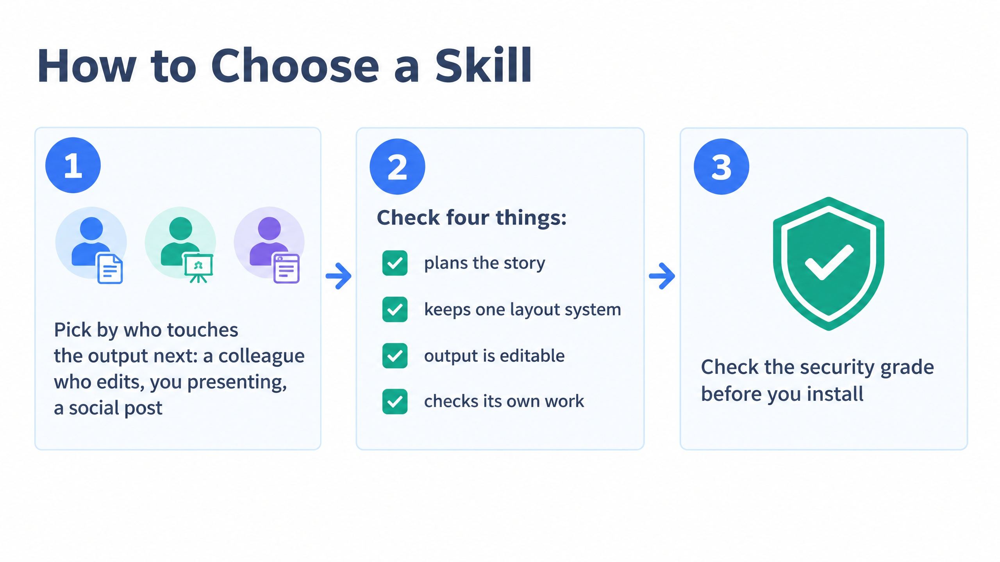 How to Choose a Skill
1
Pick by who touches
the output next: a colleague
who edits, you presenting,
a social post
2
Check four things:
plans the story
keeps one layout system
output is editable
checks its own work
3
Check the security grade
before you install